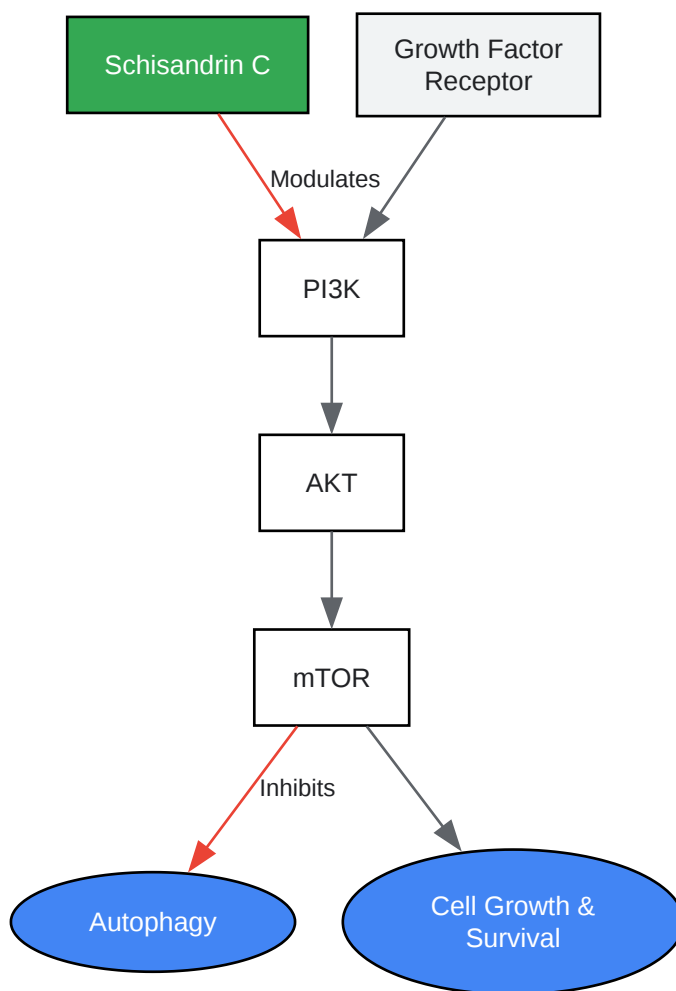 Schisandrin C
Growth Factor
Receptor
Modulates
PI3K
AKT
mTOR
Inhibits
Autophagy
Cell Growth &
Survival